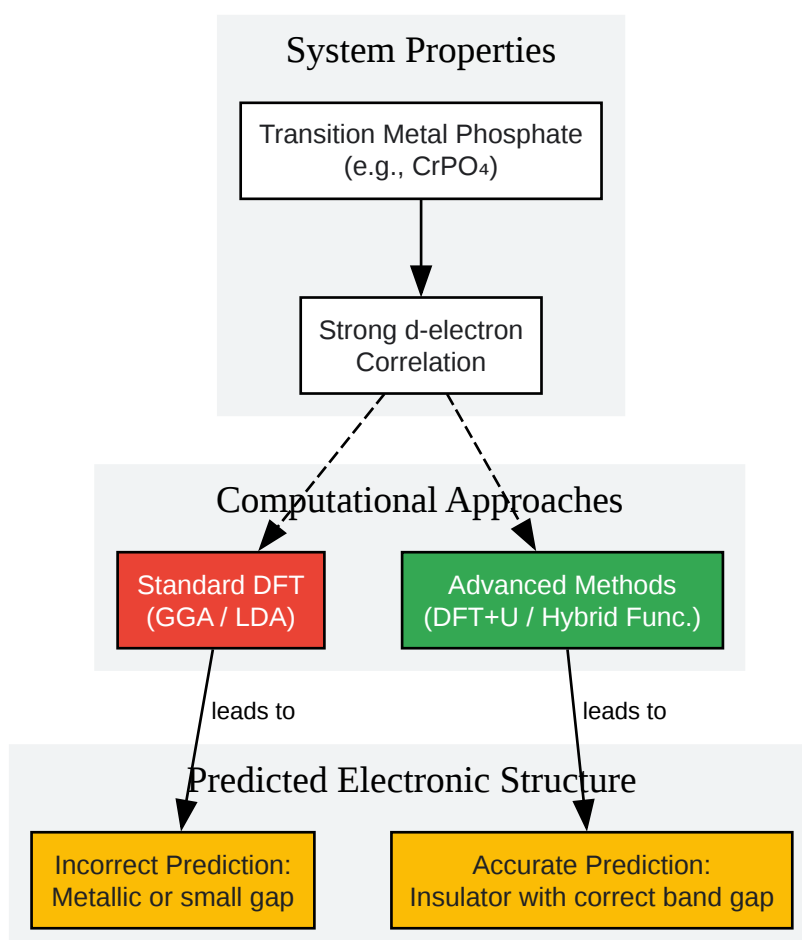 System Properties
Transition Metal Phosphate
(e.g., CrPO₄)
Strong d-electron
Correlation
Computational Approaches
Standard DFT
(GGA / LDA)
Advanced Methods
(DFT+U / Hybrid Func.)
leads to
leads to
Predicted Electronic Structure
Incorrect Prediction:
Metallic or small gap
Accurate Prediction:
Insulator with correct band gap